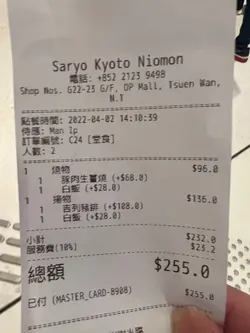 Saryo Kyoto Niomon
電話: +852 2123 9498
Shop Nos. G22-23 G/F, OP Mall, Tsuen Wan,
N.T
點餐時間: 2022-04-02 14:10:39
侍應: Man Ip
訂單編號: C24 [堂食]
人數: 2
1 燒物 $96.0
1 豚肉生薑燒 (+$68.0)
1 白飯 (+$28.0)
1 揚物 $136.0
1 吉列豬排 (+$108.0)
1 白飯 (+$28.0)
小計 $232.0
服務費(10%) $23.2
總額 $255.0
已付 (MASTER_CARD-8908) $255.0